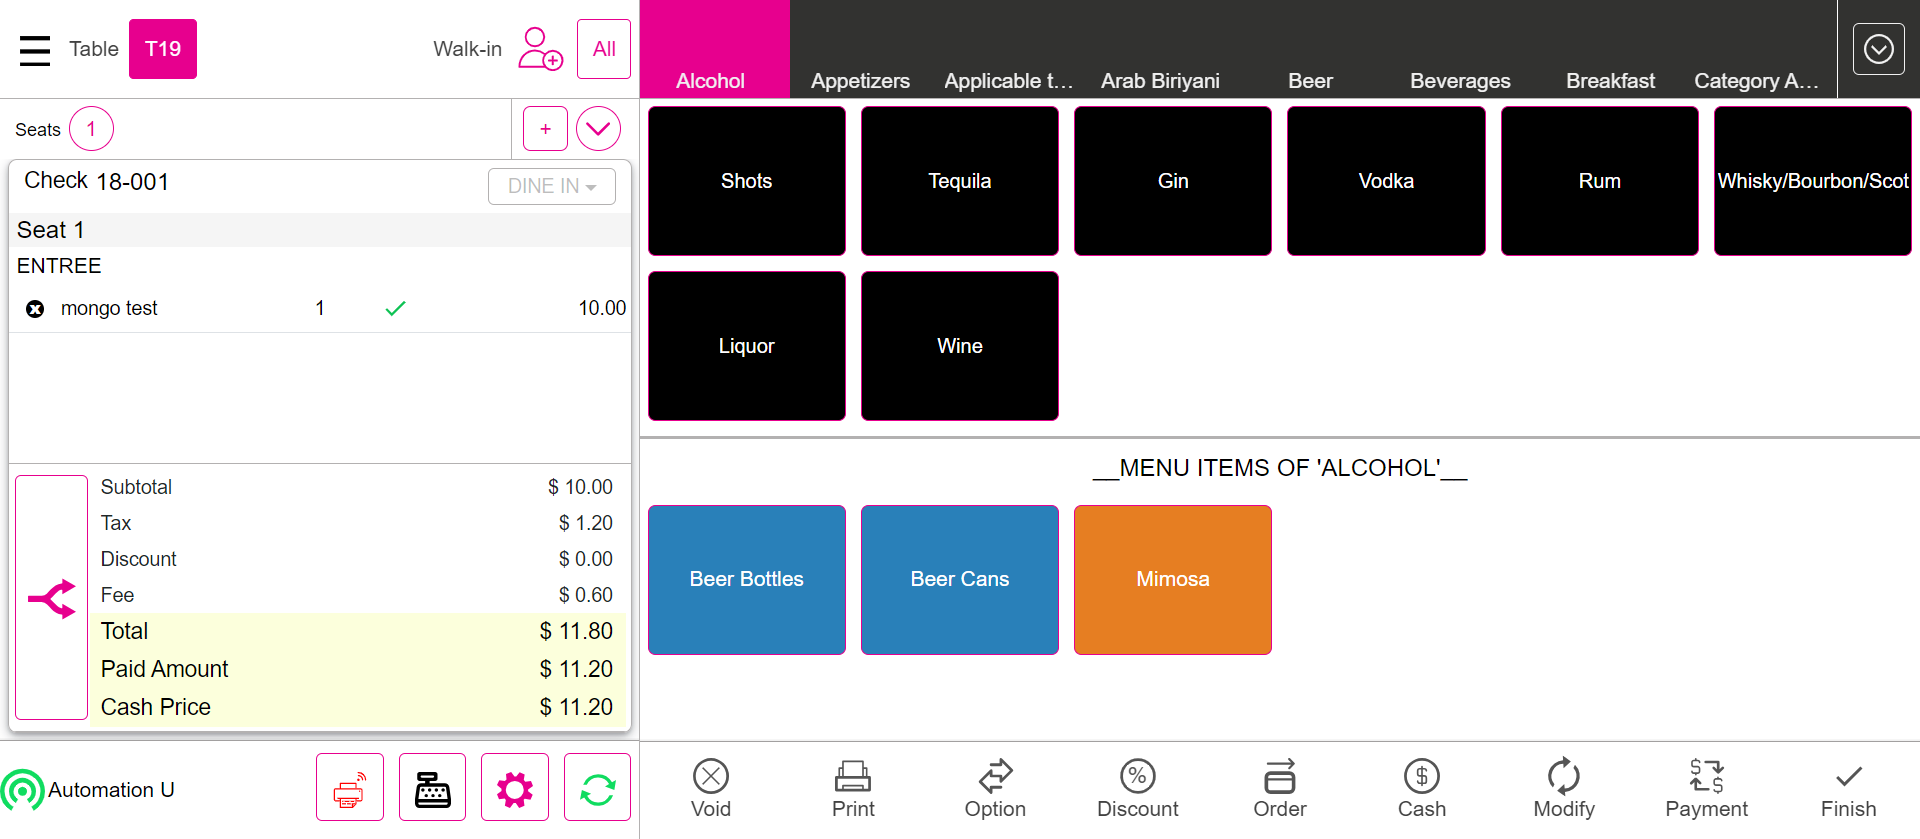 Table T19 Walk-in All
Seats 1 +
Check 18-001 DINE IN
Seat 1
ENTREE
mongo test 1 10.00
Subtotal $ 10.00
Tax $ 1.20
Discount $ 0.00
Fee $ 0.60
Total $ 11.80
Paid Amount $ 11.20
Cash Price $ 11.20
Automation U
Alcohol Appetizers Applicable t... Arab Biriyani Beer Beverages Breakfast Category A...
Shots Tequila Gin Vodka Rum Whisky/Bourbon/Scot
Liquor Wine
__MENU ITEMS OF 'ALCOHOL'__
Beer Bottles Beer Cans Mimosa
Void Print Option Discount Order Cash Modify Payment Finish